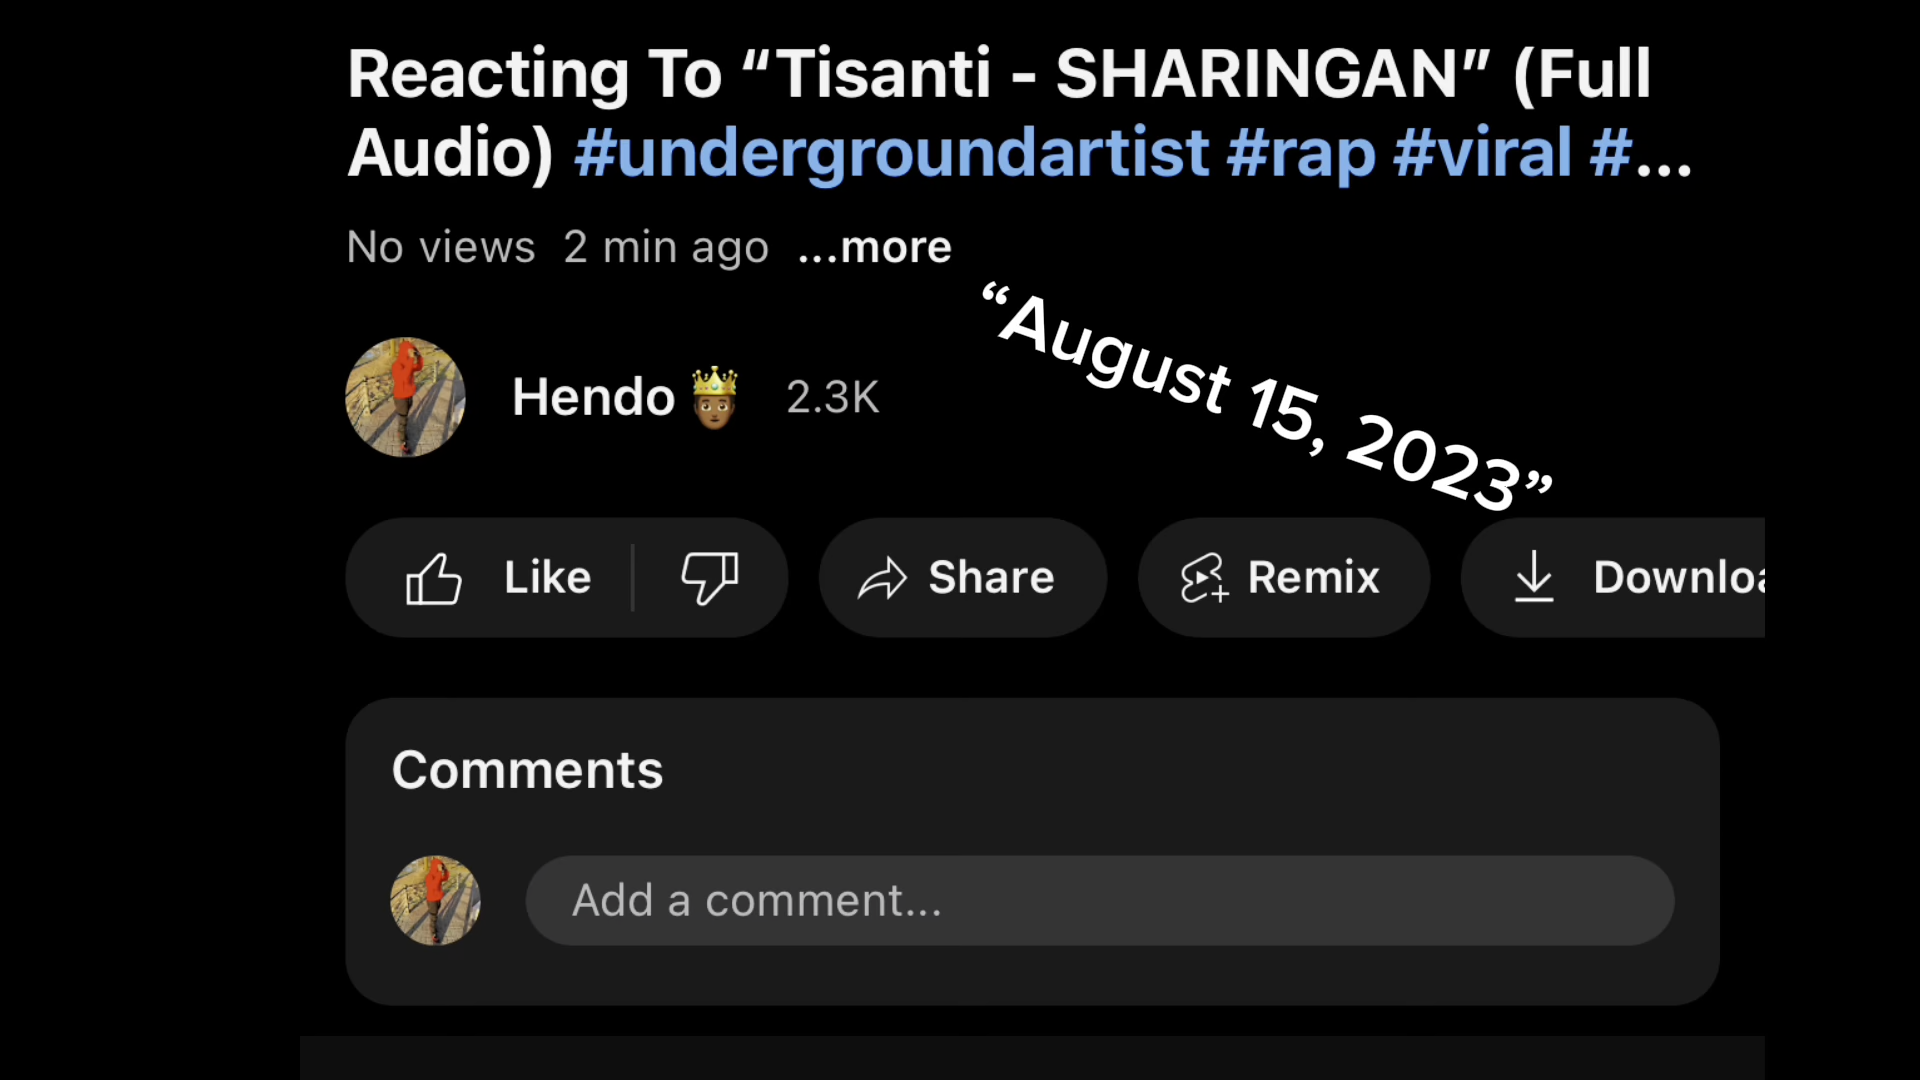 Reacting To “Tisanti - SHARINGAN” (Full
Audio) #undergroundartist #rap #viral #...
No views 2 min ago ...more
“August 15, 2023”
Hendo 🤴🏾 2.3K
Like Share Remix Downloa
Comments
Add a comment...